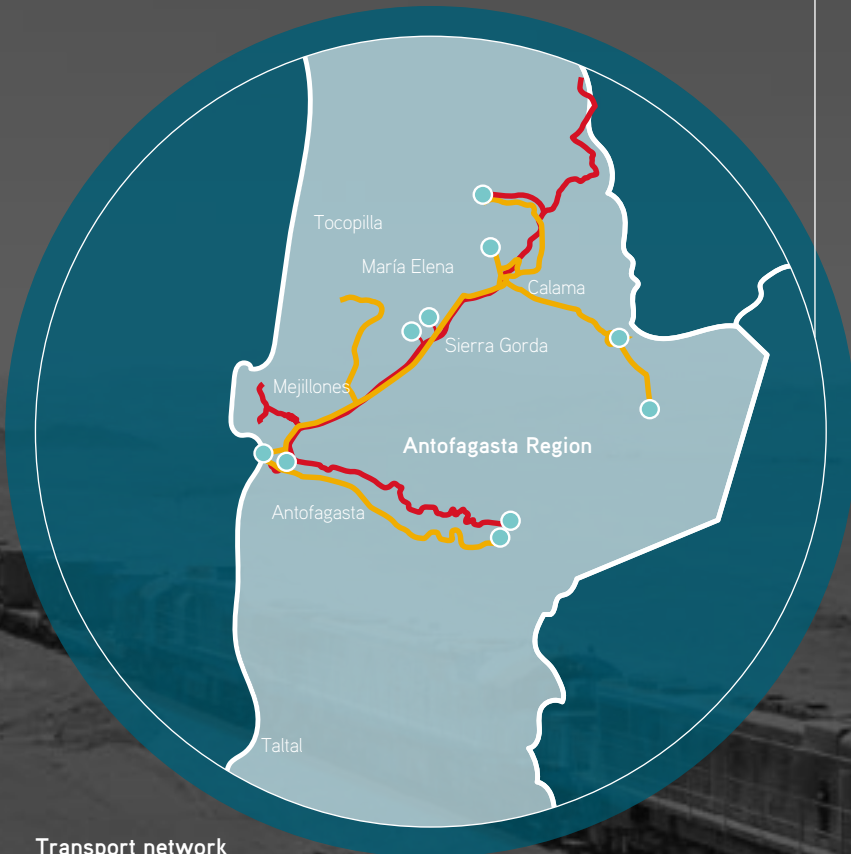 Tocopilla
María Elena
Calama
Sierra Gorda
Mejillones
Antofagasta Region
Antofagasta
Taltal
Transport network